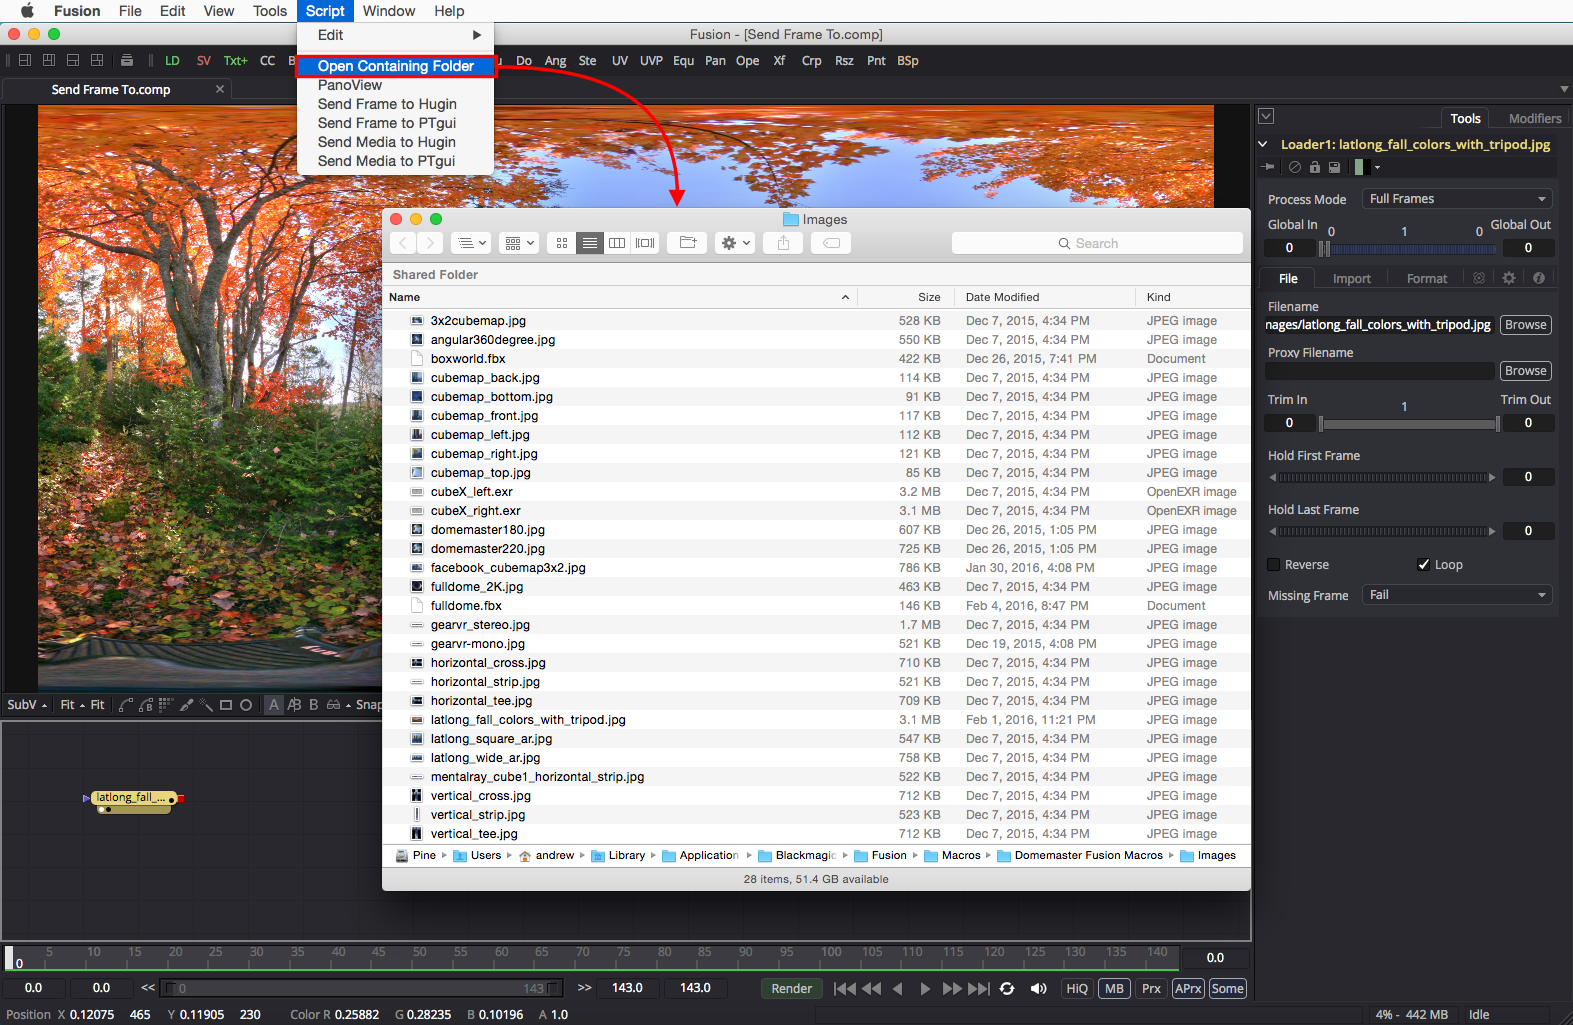 Fusion File Edit View Tools Script Window Help
Fusion - [Send Frame To.comp]
Edit
Open Containing Folder
PanoView
Send Frame to Hugin
Send Frame to PTgui
Send Media to Hugin
Send Media to PTgui
LD SV Txt+ CC Do Ang Ste UV UVP Equ Pan Ope Xf Crp Rsz Pnt BSp
Send Frame To.comp
Images
Search
Shared Folder
Name Size Date Modified Kind
3x2cubemap.jpg 528 KB Dec 7, 2015, 4:34 PM JPEG image
angular360degree.jpg 550 KB Dec 7, 2015, 4:34 PM JPEG image
boxworld.fbx 422 KB Dec 26, 2015, 7:41 PM Document
cubemap_back.jpg 114 KB Dec 7, 2015, 4:34 PM JPEG image
cubemap_bottom.jpg 91 KB Dec 7, 2015, 4:34 PM JPEG image
cubemap_front.jpg 117 KB Dec 7, 2015, 4:34 PM JPEG image
cubemap_left.jpg 112 KB Dec 7, 2015, 4:34 PM JPEG image
cubemap_right.jpg 121 KB Dec 7, 2015, 4:34 PM JPEG image
cubemap_top.jpg 85 KB Dec 7, 2015, 4:34 PM JPEG image
cubeX_left.exr 3.2 MB Dec 7, 2015, 4:34 PM OpenEXR image
cubeX_right.exr 3.1 MB Dec 7, 2015, 4:34 PM OpenEXR image
domemaster180.jpg 607 KB Dec 26, 2015, 1:05 PM JPEG image
domemaster220.jpg 725 KB Dec 26, 2015, 1:05 PM JPEG image
facebook_cubemap3x2.jpg 786 KB Jan 30, 2016, 4:08 PM JPEG image
fulldome_2K.jpg 463 KB Dec 7, 2015, 4:34 PM JPEG image
fulldome.fbx 146 KB Feb 4, 2016, 8:47 PM Document
gearvr_stereo.jpg 1.7 MB Dec 7, 2015, 4:34 PM JPEG image
gearvr-mono.jpg 521 KB Dec 19, 2015, 4:08 PM JPEG image
horizontal_cross.jpg 710 KB Dec 7, 2015, 4:34 PM JPEG image
horizontal_strip.jpg 521 KB Dec 7, 2015, 4:34 PM JPEG image
horizontal_tee.jpg 709 KB Dec 7, 2015, 4:34 PM JPEG image
latlong_fall_colors_with_tripod.jpg 3.1 MB Feb 1, 2016, 11:21 PM JPEG image
latlong_square_ar.jpg 547 KB Dec 7, 2015, 4:34 PM JPEG image
latlong_wide_ar.jpg 758 KB Dec 7, 2015, 4:34 PM JPEG image
mentalray_cube1_horizontal_strip.jpg 522 KB Dec 7, 2015, 4:34 PM JPEG image
vertical_cross.jpg 712 KB Dec 7, 2015, 4:34 PM JPEG image
vertical_strip.jpg 523 KB Dec 7, 2015, 4:34 PM JPEG image
vertical_tee.jpg 712 KB Dec 7, 2015, 4:34 PM JPEG image
Pine Users andrew Library Application Blackmagic Fusion Macros Domemaster Fusion Macros Images
28 items, 51.4 GB available
Tools Modifiers
Loader1: latlong_fall_colors_with_tripod.jpg
Process Mode Full Frames
Global In 0 1 0 Global Out
0 0
File Import Format
Filename
nages/latlong_fall_colors_with_tripod.jpg Browse
Proxy Filename
Browse
Trim In 1 Trim Out
0 0
Hold First Frame
0
Hold Last Frame
0
Reverse Loop
Missing Frame Fail
SubV Fit Fit B A B Snap
latlong_fall_...
0 5 10 15 20 25 30 35 40 45 50 55 60 65 70 75 80 85 90 95 100 105 110 115 120 125 130 135 140 0.0
0.0 0.0 << 0 143 >> 143.0 143.0 Render HiQ MB Prx APrx Some
Position X 0.12075 465 Y 0.11905 230 Color R 0.25882 G 0.28235 B 0.10196 A 1.0 4% - 442 MB Idle